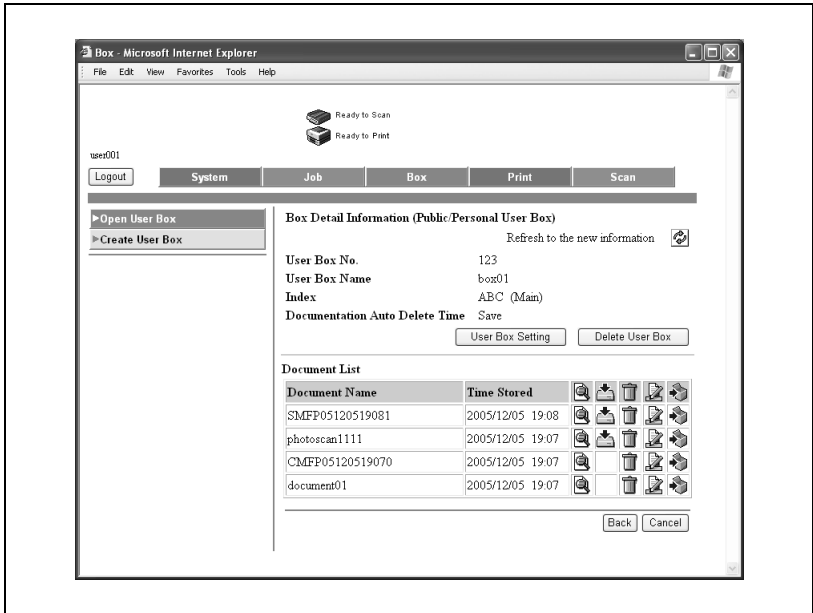 Box - Microsoft Internet Explorer
File Edit View Favorites Tools Help
Ready to Scan
Ready to Print
user001
Logout System Job Box Print Scan
Open User Box
Create User Box
Box Detail Information (Public/Personal User Box)
Refresh to the new information
User Box No. 123
User Box Name box01
Index ABC (Main)
Documentation Auto Delete Time Save
User Box Setting Delete User Box
Document List
Document Name Time Stored
SMFP05120519081 2005/12/05 19:08
photoscan1111 2005/12/05 19:07
CMFP05120519070 2005/12/05 19:07
document01 2005/12/05 19:07
Back Cancel